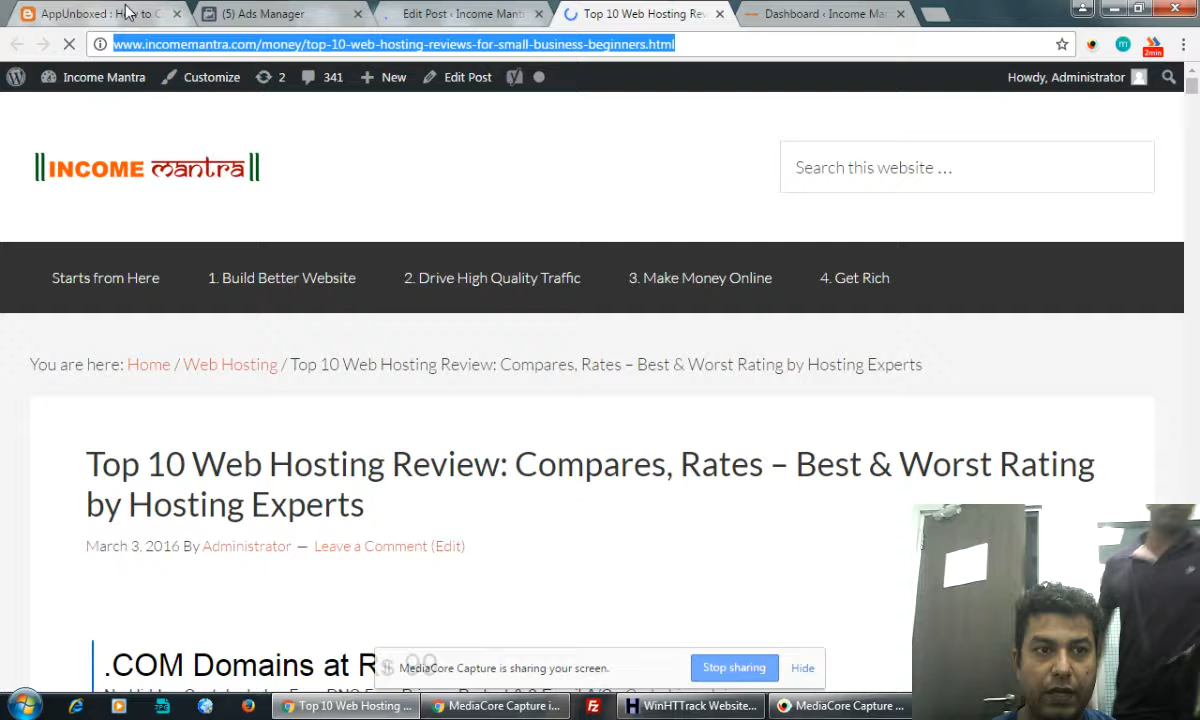 AppUnboxed : How to C
(5) Ads Manager
Edit Post ‹ Income Mant
Top 10 Web Hosting Rev
Dashboard ‹ Income Ma
www.incomemantra.com/money/top-10-web-hosting-reviews-for-small-business-beginners.html
2min
Income Mantra
Customize
2
341
New
Edit Post
Howdy, Administrator
||INCOME mantra||
Search this website …
Starts from Here
1. Build Better Website
2. Drive High Quality Traffic
3. Make Money Online
4. Get Rich
You are here: Home / Web Hosting / Top 10 Web Hosting Review: Compares, Rates – Best & Worst Rating by Hosting Experts
Top 10 Web Hosting Review: Compares, Rates – Best & Worst Rating
by Hosting Experts
March 3, 2016 By Administrator — Leave a Comment (Edit)
.COM Domains at
MediaCore Capture is sharing your screen.
Stop sharing
Hide
Top 10 Web Hosting ...
MediaCore Capture i...
WinHTTrack Website...
MediaCore Capture ...